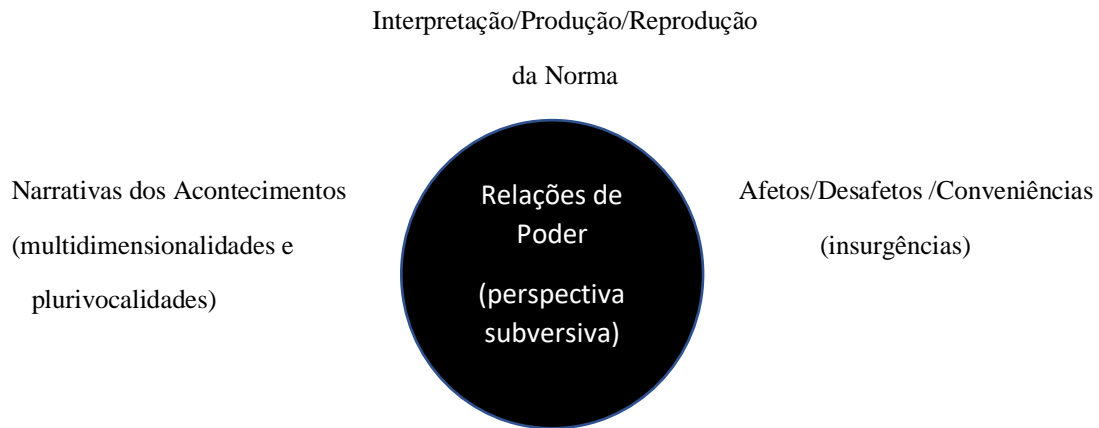 Interpretação/Produção/Reprodução
da Norma
Narrativas dos Acontecimentos
(multidimensionalidades e
plurivocalidades)
Relações de
Poder
(perspectiva
subversiva)
Afetos/Desafetos /Conveniências
(insurgências)